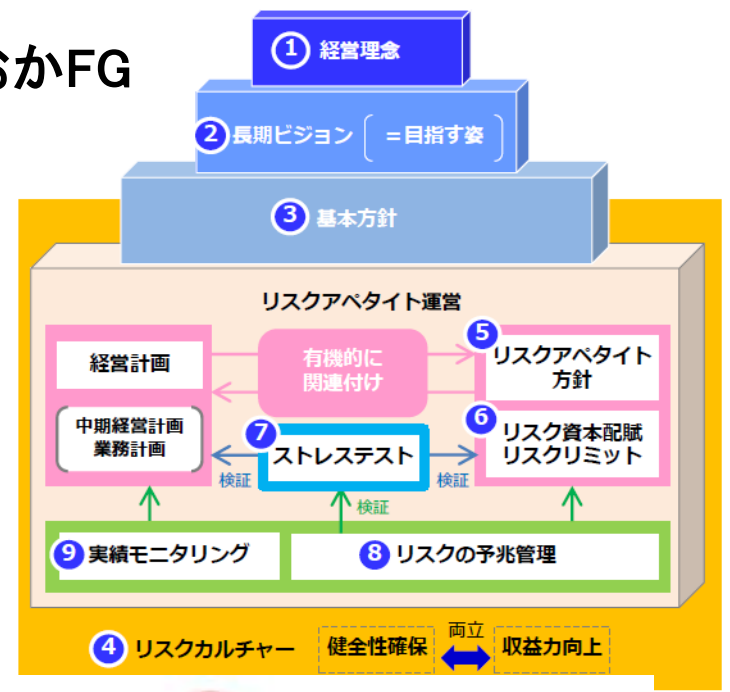 おかFG
① 経営理念
② 長期ビジョン ( =目指す姿 )
③ 基本方針
リスクアペタイト運営
経営計画
中期経営計画
業務計画
有機的に
関連付け
⑤ リスクアペタイト
方針
⑥ リスク資本配賦
リスクリミット
⑦ ストレステスト
検証
検証
検証
⑨ 実績モニタリング
⑧ リスクの予兆管理
④ リスクカルチャー
健全性確保
両立
収益力向上